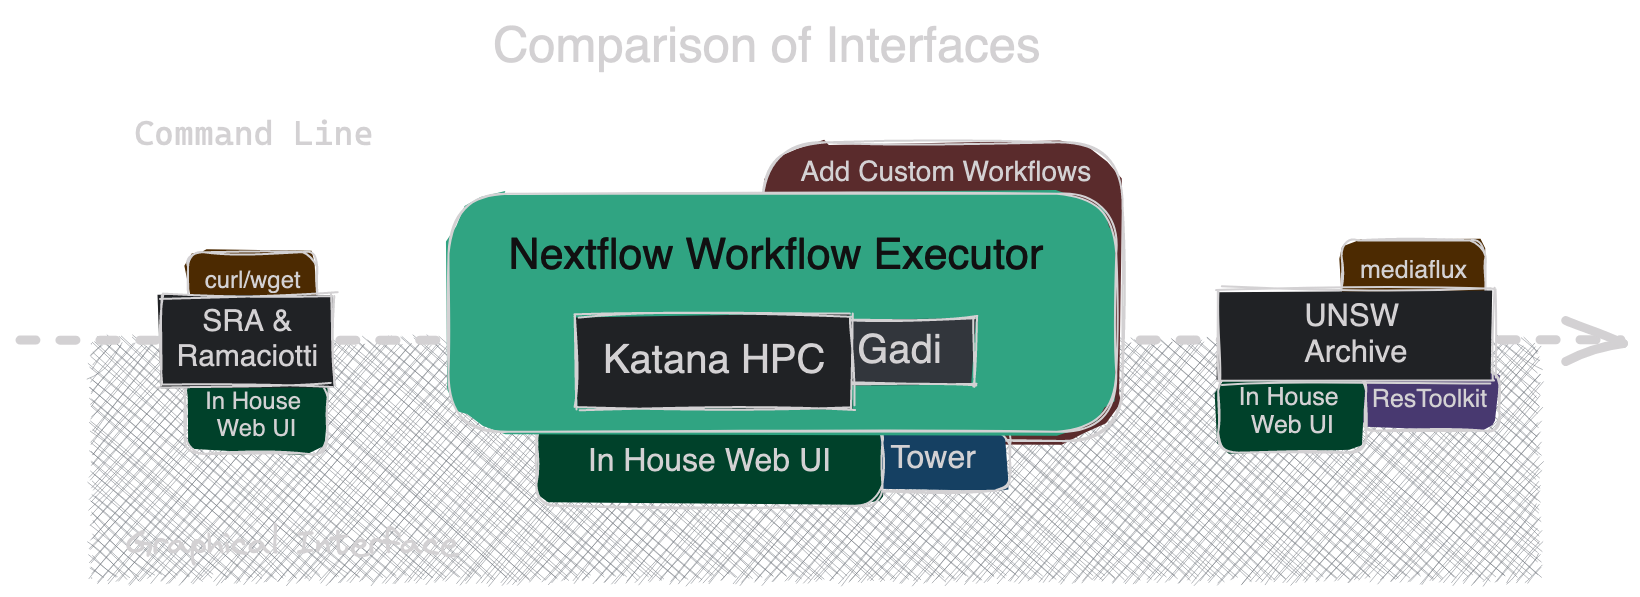 Comparison of Interfaces
Command Line
Add Custom Workflows
Nextflow Workflow Executor
curl/wget
SRA &
Ramaciotti
In House
Web UI
Katana HPC
Gadi
In House Web UI
Tower
mediaflux
UNSW
Archive
In House
Web UI
ResToolkit
Graphical Interface